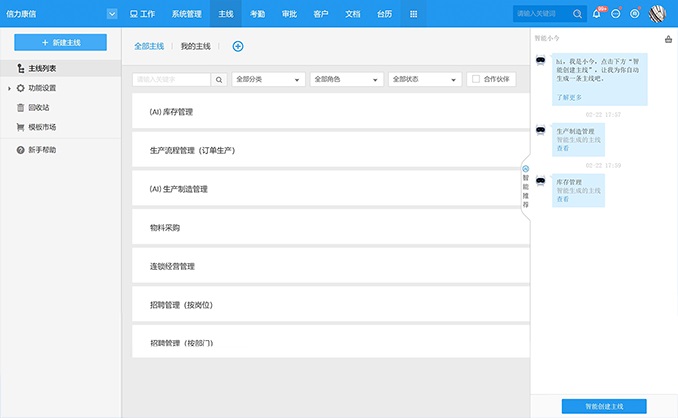 信力康信
工作 系统管理 主线 考勤 审批 客户 文档 台历
请输入关键词
99+
+ 新建主线
主线列表
功能设置
回收站
模板市场
新手帮助
全部主线 我的主线
请输入关键字
全部分类
全部角色
全部状态
合作伙伴
(AI) 库存管理
生产流程管理（订单生产）
(AI) 生产制造管理
物料采购
连锁经营管理
招聘管理（按岗位）
招聘管理（按部门）
智能推荐
智能小今
hi，我是小今，点击下方“智
能创建主线”，让我为你自动
生成一条主线吧。
了解更多
02-22 17:57
生产制造管理
智能生成的主线
查看
02-22 17:59
库存管理
智能生成的主线
查看
智能创建主线